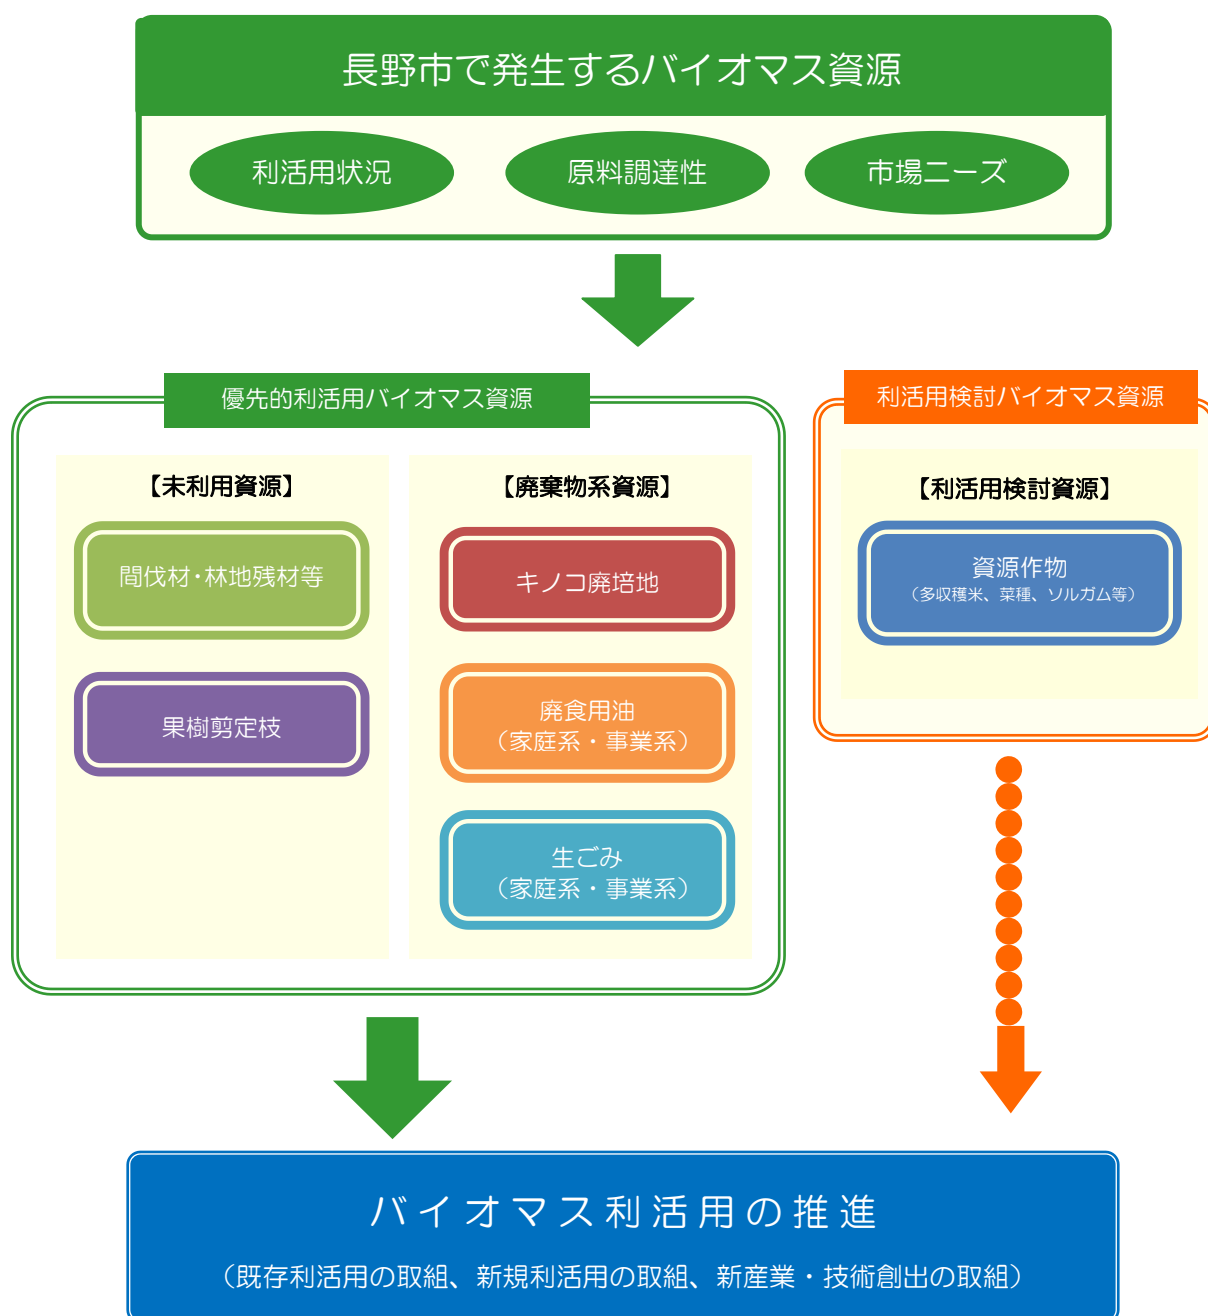 長野市で発生するバイオマス資源
利活用状況
原料調達性
市場ニーズ
優先的利活用バイオマス資源
【未利用資源】
間伐材・林地残材等
果樹剪定枝
【廃棄物系資源】
キノコ廃培地
廃食用油
（家庭系・事業系）
生ごみ
（家庭系・事業系）
利活用検討バイオマス資源
【利活用検討資源】
資源作物
（多収穫米、菜種、ソルガム等）
バイオマス利活用の推進
（既存利活用の取組、新規利活用の取組、新産業・技術創出の取組）